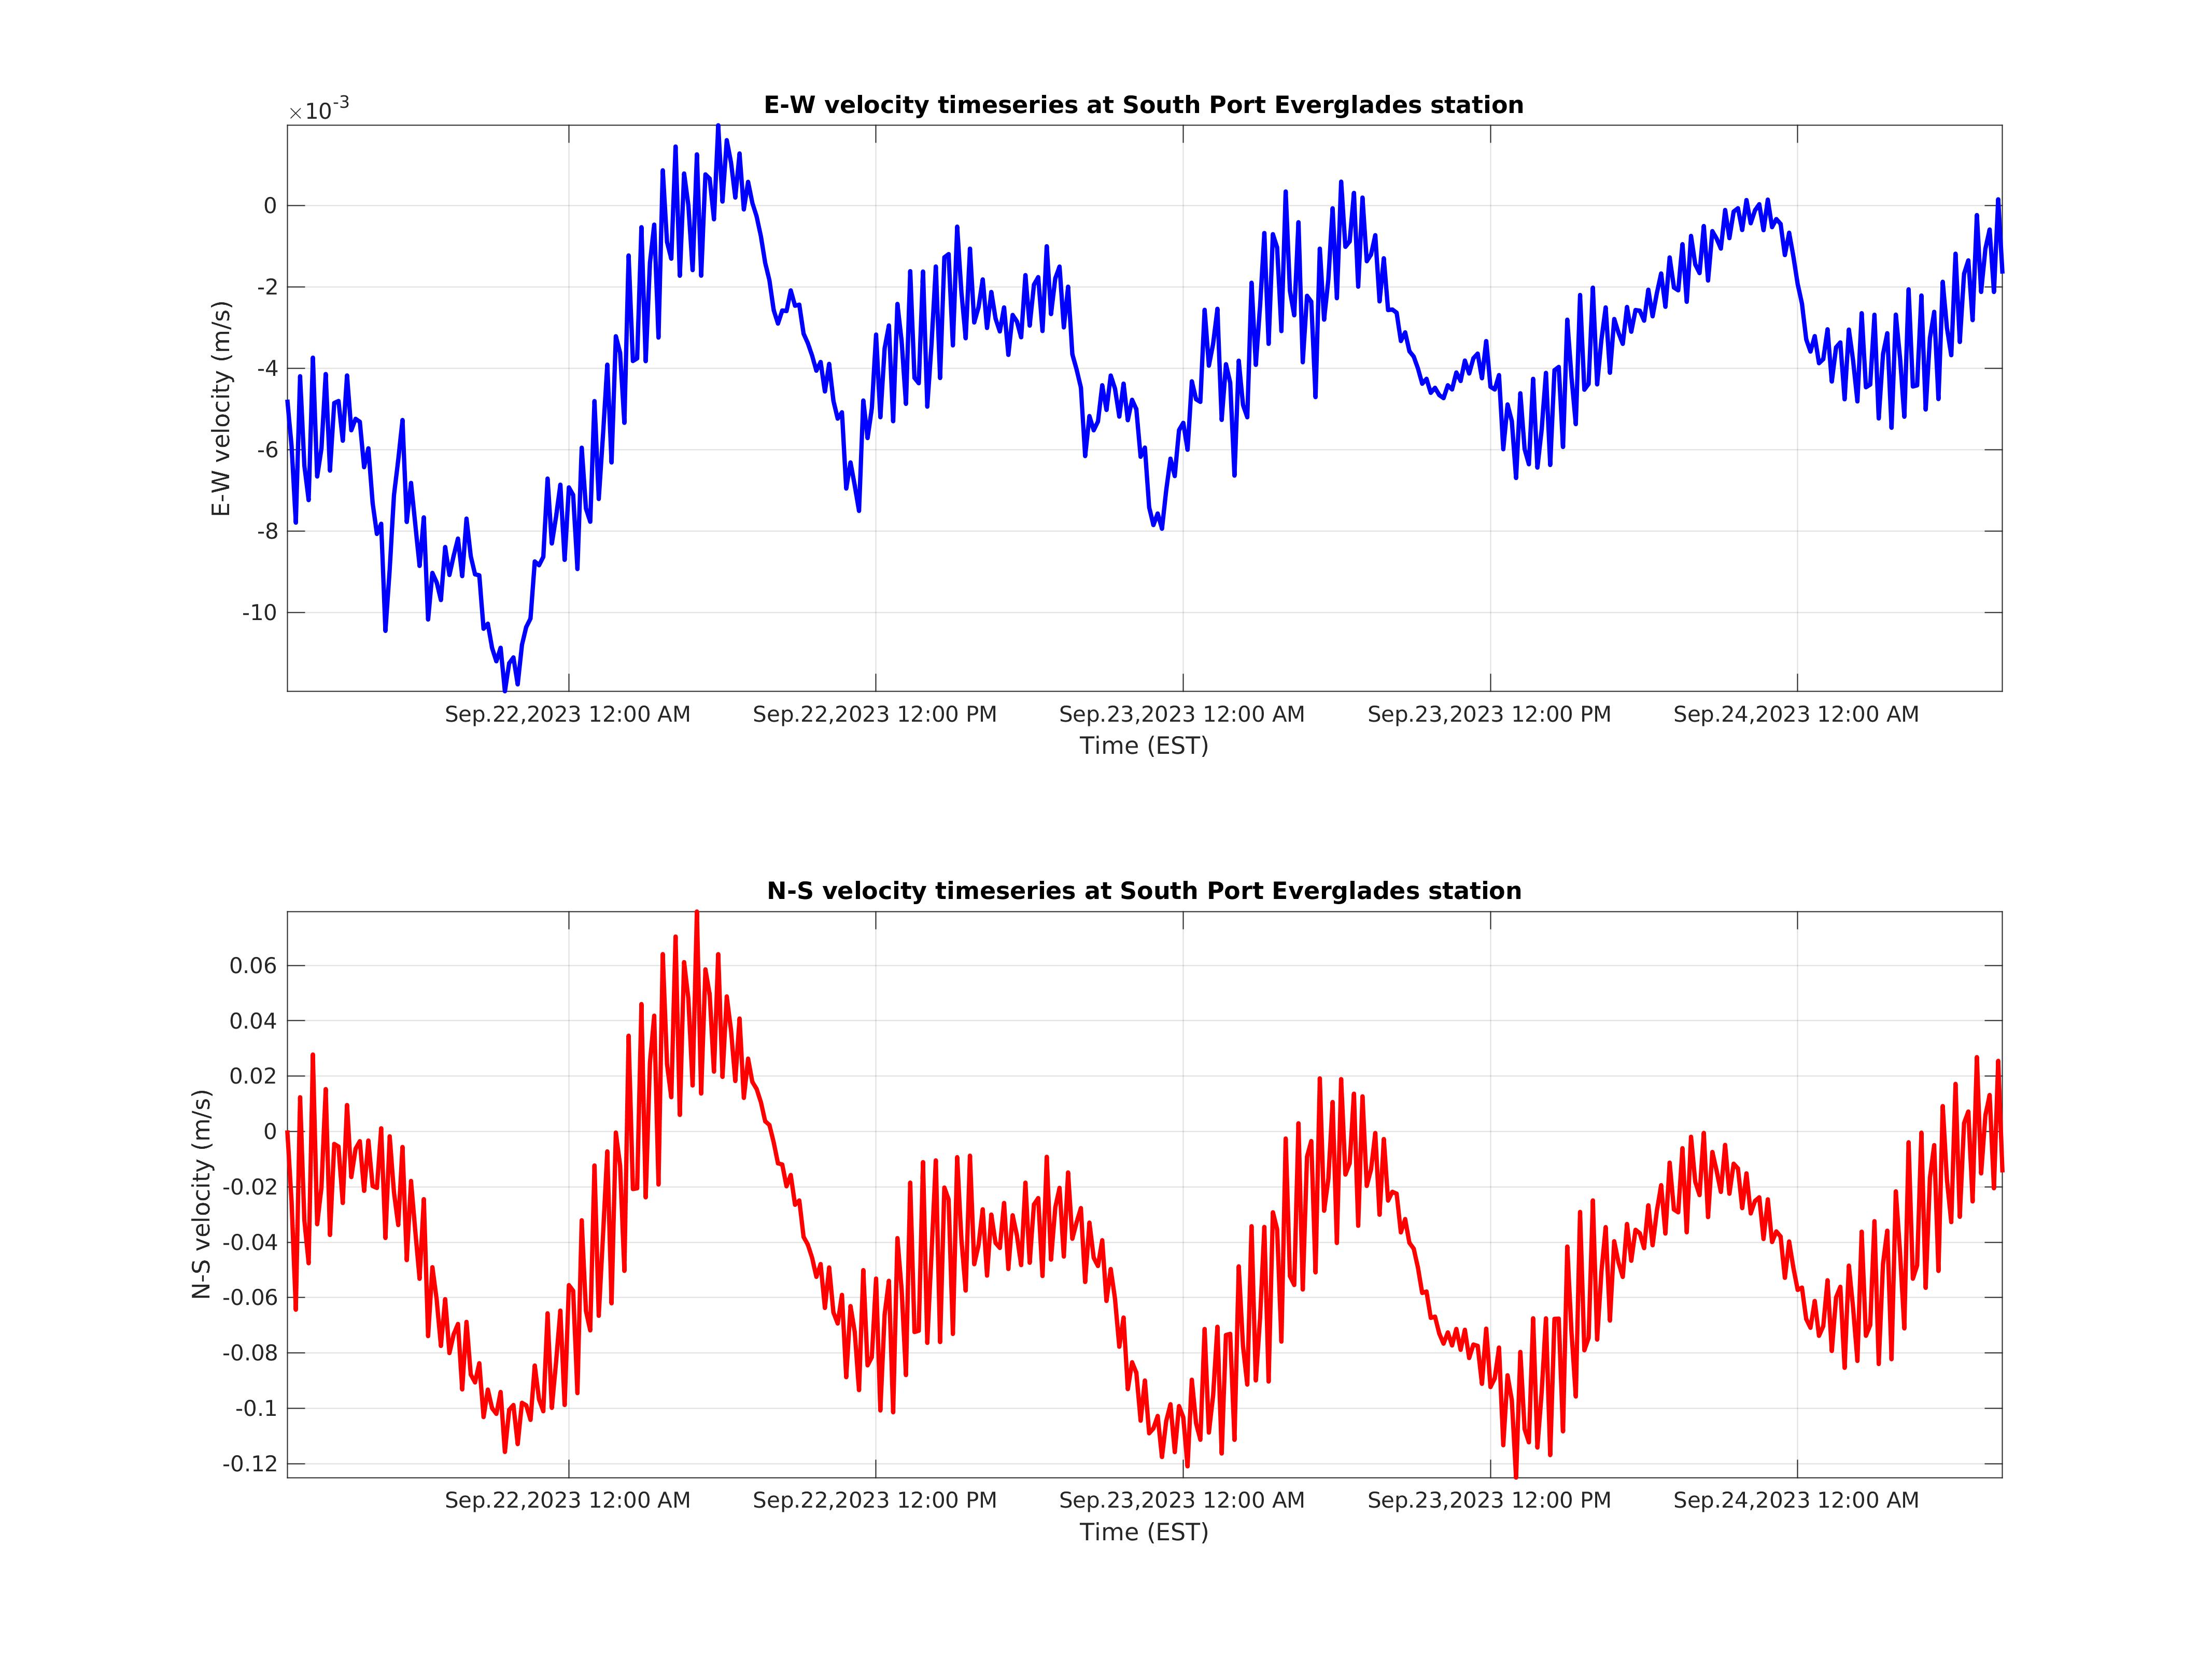 E-W velocity timeseries at South Port Everglades station
×10-3
0
-2
-4
-6
-8
-10
E-W velocity (m/s)
Sep.22,2023 12:00 AM
Sep.22,2023 12:00 PM
Sep.23,2023 12:00 AM
Sep.23,2023 12:00 PM
Sep.24,2023 12:00 AM
Time (EST)
N-S velocity timeseries at South Port Everglades station
0.06
0.04
0.02
0
-0.02
-0.04
-0.06
-0.08
-0.1
-0.12
N-S velocity (m/s)
Sep.22,2023 12:00 AM
Sep.22,2023 12:00 PM
Sep.23,2023 12:00 AM
Sep.23,2023 12:00 PM
Sep.24,2023 12:00 AM
Time (EST)